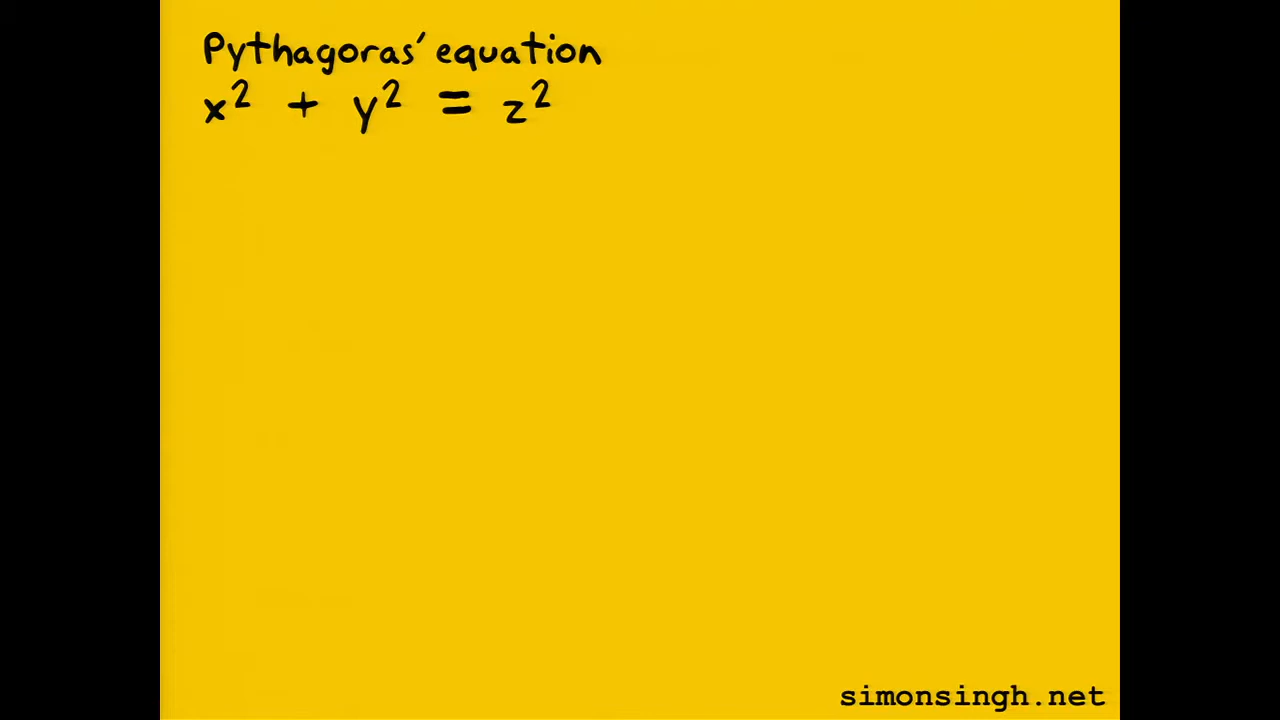 Pythagoras' equation
x² + y² = z²
simonsingh.net